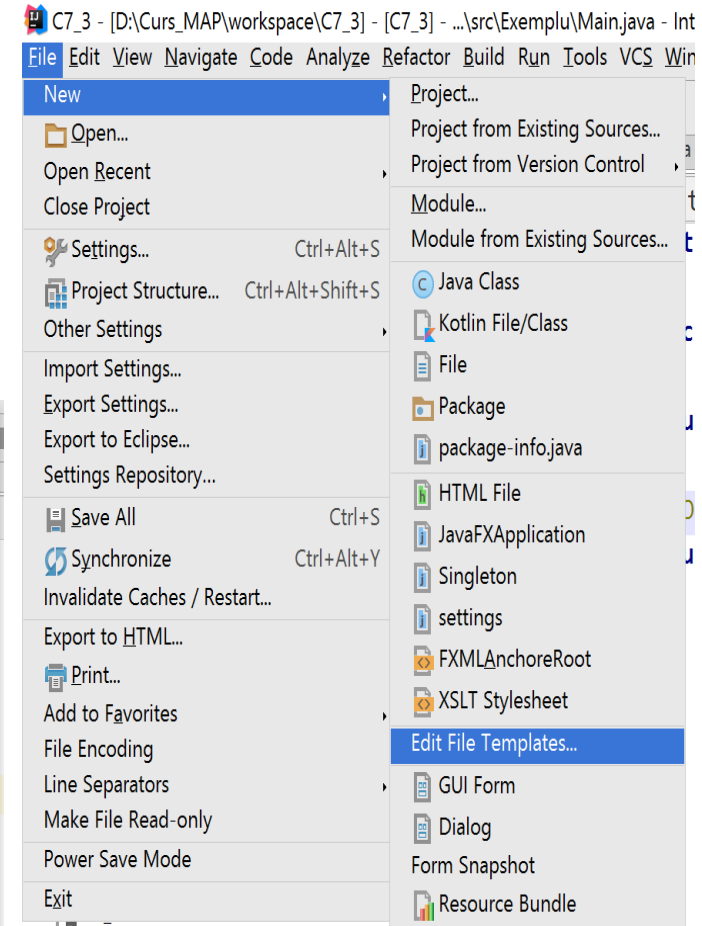 C7_3 - [D:\Curs_MAP\workspace\C7_3] - [C7_3] - ...\src\Exemplu\Main.java - Int
File Edit View Navigate Code Analyze Refactor Build Run Tools VCS Win
New
Open...
Open Recent
Close Project
Settings... Ctrl+Alt+S
Project Structure... Ctrl+Alt+Shift+S
Other Settings
Import Settings...
Export Settings...
Export to Eclipse...
Settings Repository...
Save All Ctrl+S
Synchronize Ctrl+Alt+Y
Invalidate Caches / Restart...
Export to HTML...
Print...
Add to Favorites
File Encoding
Line Separators
Make File Read-only
Power Save Mode
Exit
Project...
Project from Existing Sources...
Project from Version Control
Module...
Module from Existing Sources...
Java Class
Kotlin File/Class
File
Package
package-info.java
HTML File
JavaFXApplication
Singleton
settings
FXMLAnchoreRoot
XSLT Stylesheet
Edit File Templates...
GUI Form
Dialog
Form Snapshot
Resource Bundle